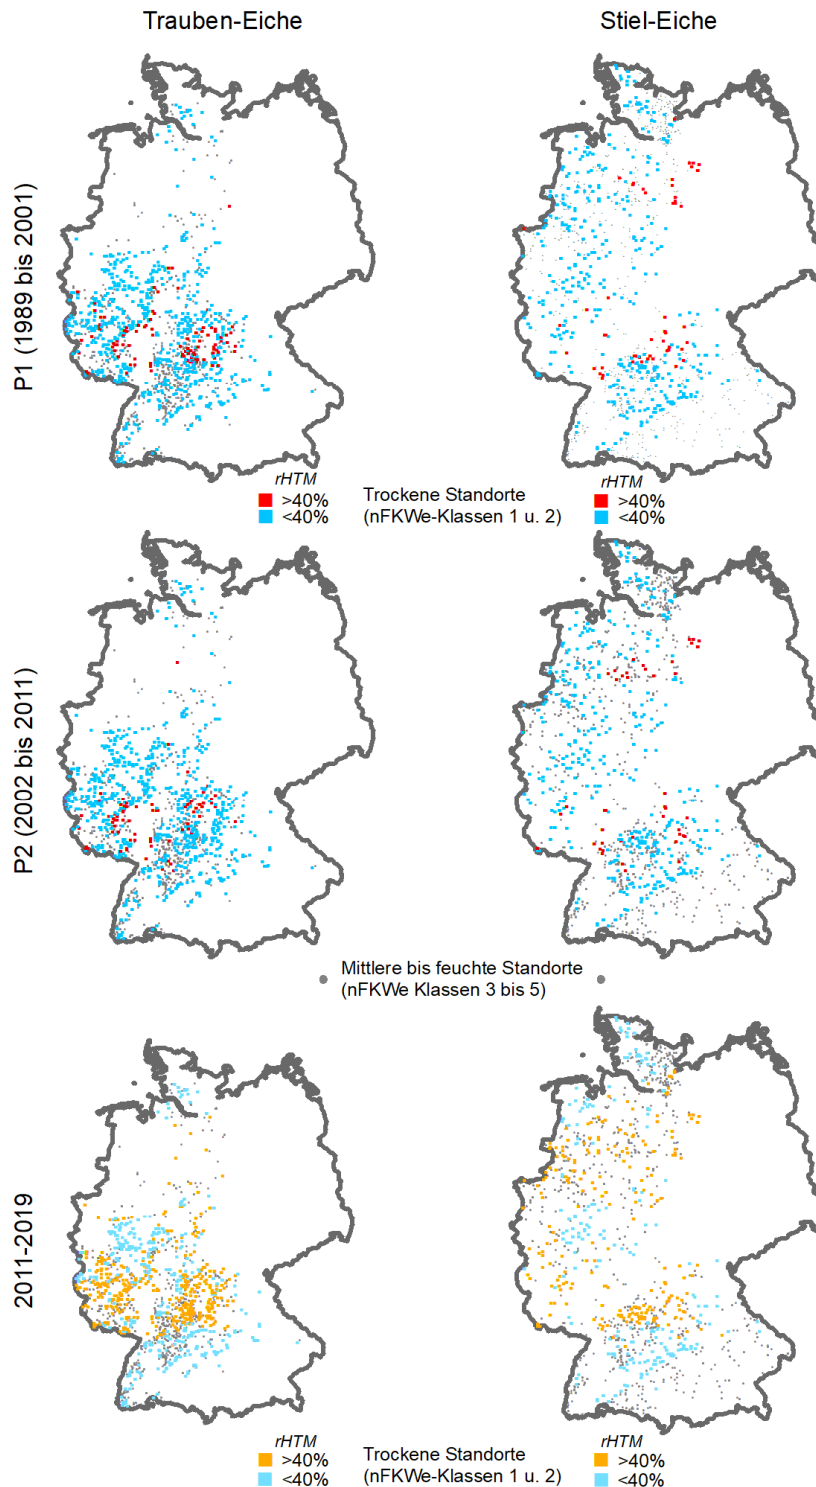 Trauben-Eiche
Stiel-Eiche
P1 (1989 bis 2001)
rHTM
>40%
<40%
Trockene Standorte
(nFKWe-Klassen 1 u. 2)
rHTM
>40%
<40%
P2 (2002 bis 2011)
Mittlere bis feuchte Standorte
(nFKWe Klassen 3 bis 5)
2011-2019
rHTM
>40%
<40%
Trockene Standorte
(nFKWe-Klassen 1 u. 2)
rHTM
>40%
<40%